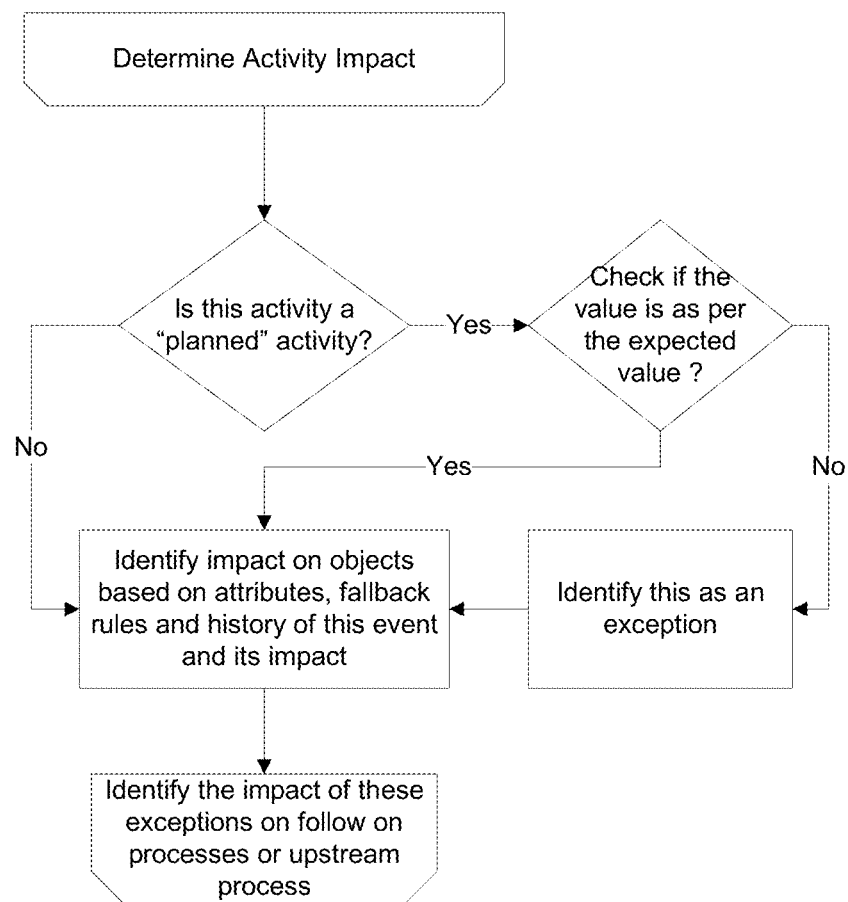 Determine Activity Impact
Is this activity a
“planned” activity?
Yes
Check if the
value is as per
the expected
value ?
No
Yes
No
Identify impact on objects
based on attributes, fallback
rules and history of this event
and its impact
Identify this as an
exception
Identify the impact of these
exceptions on follow on
processes or upstream
process